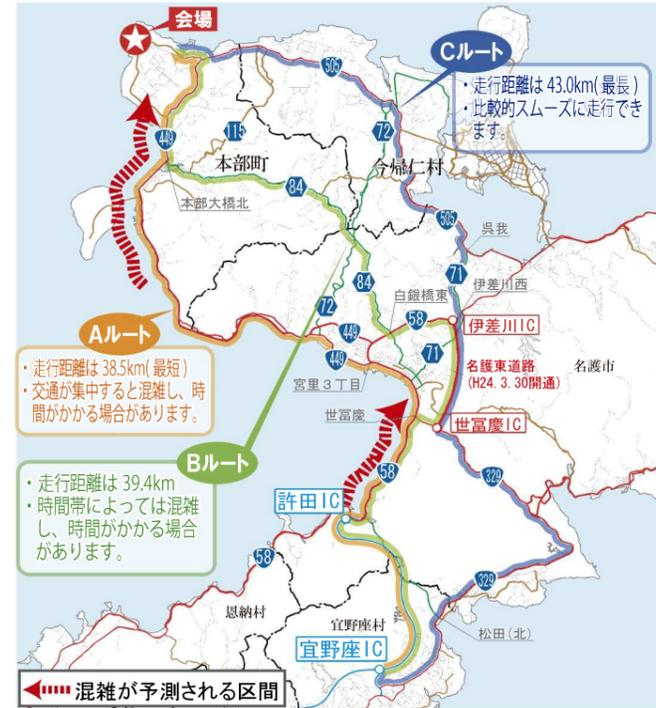 会場
Cルート
・走行距離は 43.0km(最長)
・比較的スムーズに走行でき
ます。
505
449
115
72
本部町
今帰仁村
84
本部大橋北
505
呉我
71
伊差川西
84
白銀橋東
72
58
伊差川IC
Aルート
449
71
名護東道路
(H24.3.30開通)
名護市
449
・走行距離は 38.5km(最短)
・交通が集中すると混雑し、時
間がかかる場合があります。
宮里3丁目
世冨慶
世冨慶IC
Bルート
・走行距離は 39.4km
・時間帯によっては混雑
し、時間がかかる場合
があります。
58
329
許田IC
58
329
恩納村
宜野座村
松田(北)
宜野座IC
混雑が予測される区間